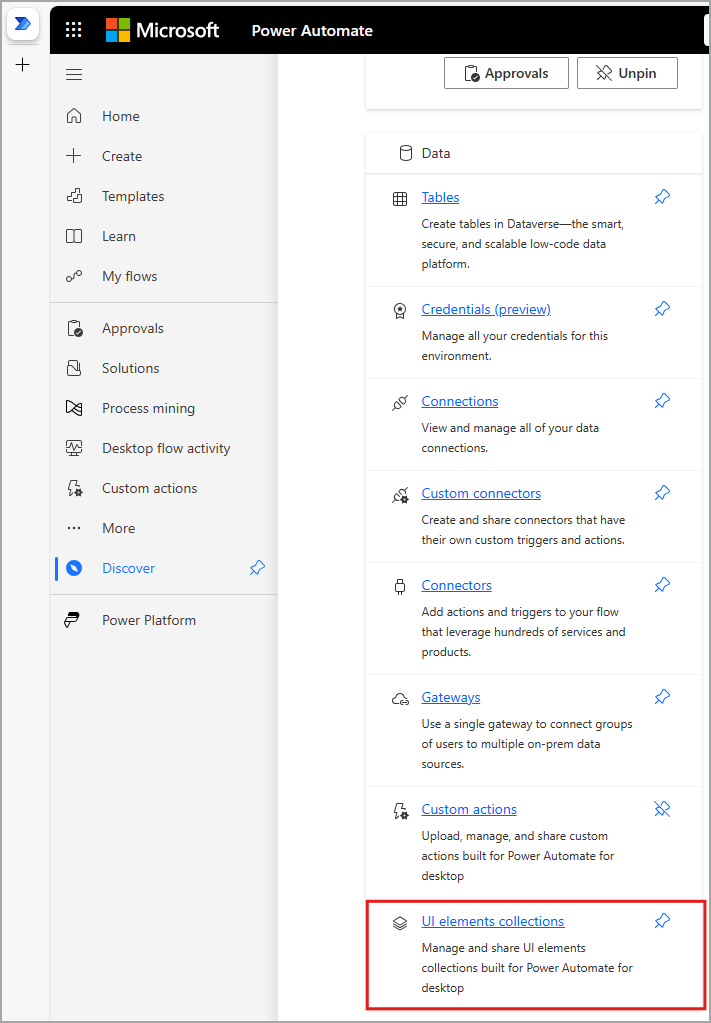 Microsoft Power Automate
Home
Create
Templates
Learn
My flows
Approvals
Solutions
Process mining
Desktop flow activity
Custom actions
More
Discover
Power Platform
Approvals Unpin
Data
Tables
Create tables in Dataverse—the smart,
secure, and scalable low-code data
platform.
Credentials (preview)
Manage all your credentials for this
environment.
Connections
View and manage all of your data
connections.
Custom connectors
Create and share connectors that have
their own custom triggers and actions.
Connectors
Add actions and triggers to your flow
that leverage hundreds of services and
products.
Gateways
Use a single gateway to connect groups
of users to multiple on-prem data
sources.
Custom actions
Upload, manage, and share custom
actions built for Power Automate for
desktop
UI elements collections
Manage and share UI elements
collections built for Power Automate for
desktop